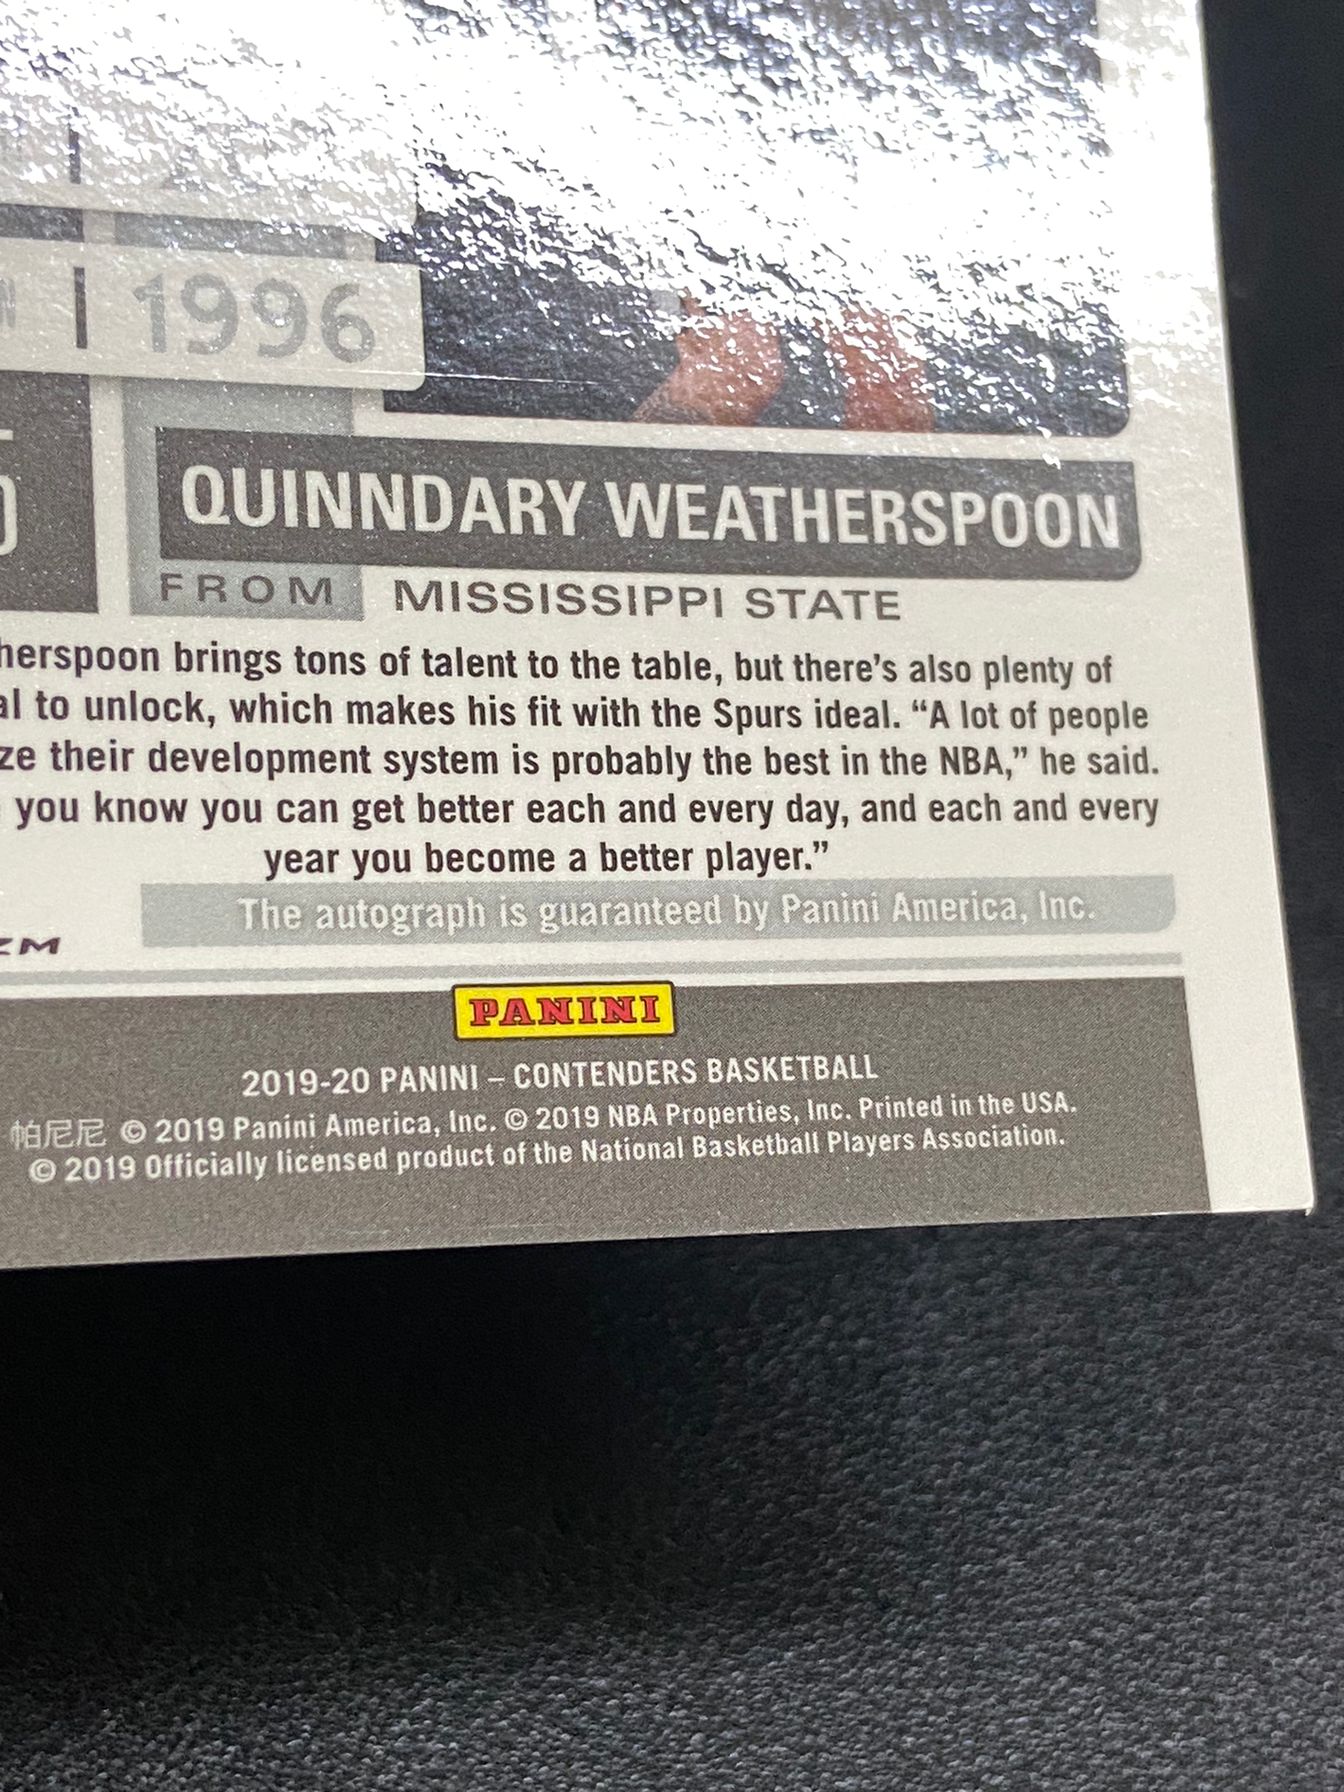 1996
QUINNDARY WEATHERSPOON
FROM MISSISSIPPI STATE
herspoon brings tons of talent to the table, but there's also plenty of
al to unlock, which makes his fit with the Spurs ideal. “A lot of people
ze their development system is probably the best in the NBA,” he said.
you know you can get better each and every day, and each and every
year you become a better player.”
The autograph is guaranteed by Panini America, Inc.
ZM
PANINI
2019-20 PANINI – CONTENDERS BASKETBALL
帕尼尼 © 2019 Panini America, Inc. © 2019 NBA Properties, Inc. Printed in the USA.
© 2019 Officially licensed product of the National Basketball Players Association.